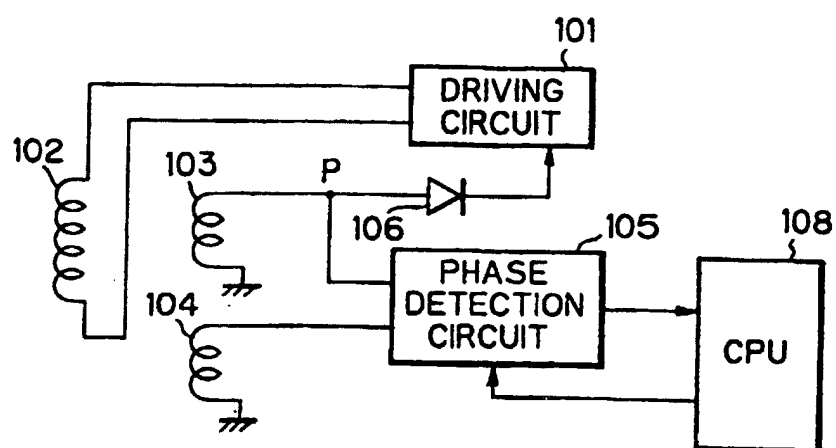 101
DRIVING
CIRCUIT
102
103
P
106
105
108
PHASE
DETECTION
CIRCUIT
104
CPU